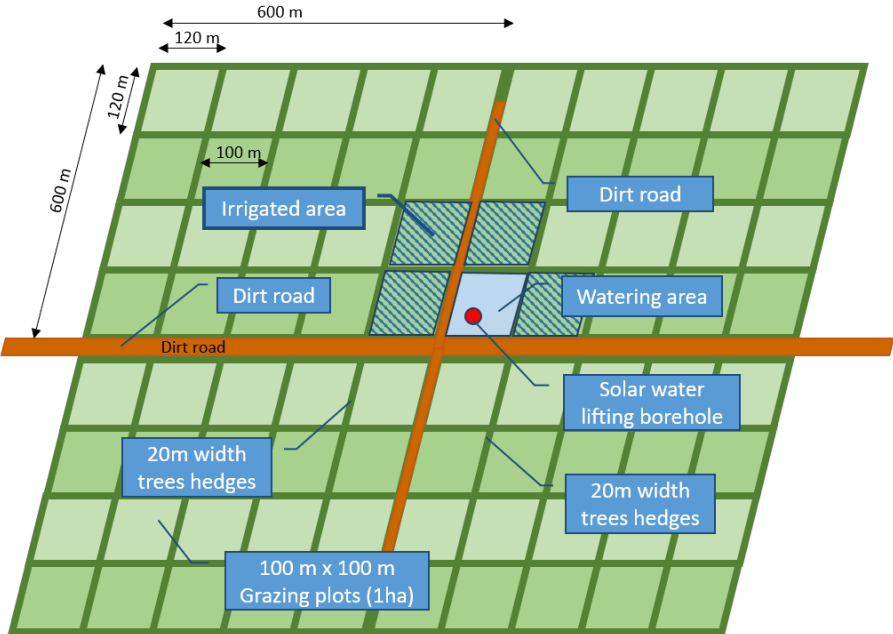 600 m
120 m
120 m
600 m
100 m
Irrigated area
Dirt road
Dirt road
Watering area
Dirt road
Solar water
lifting borehole
20m width
trees hedges
20m width
trees hedges
100 m x 100 m
Grazing plots (1ha)